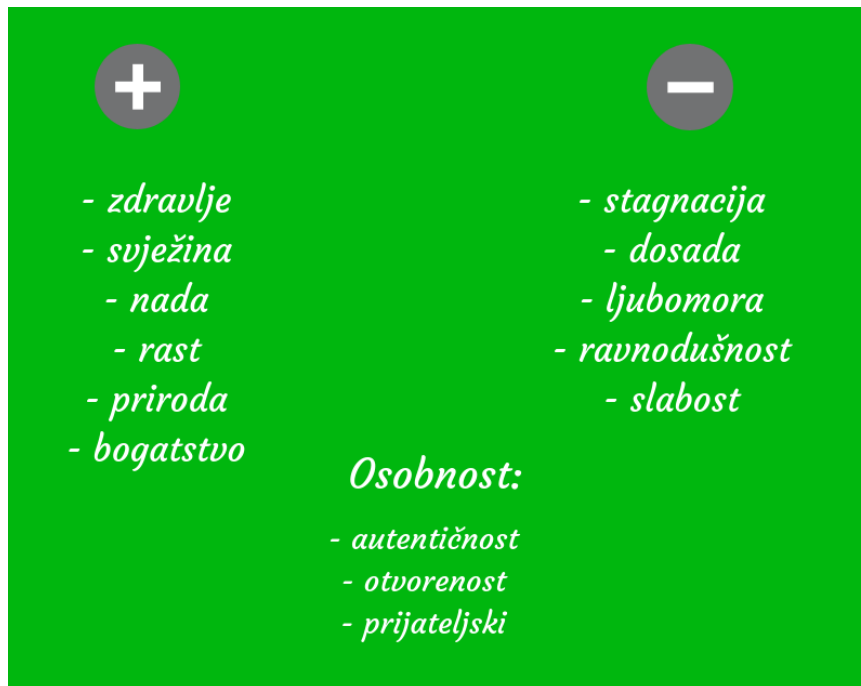 - zdravlje
- svježina
- nada
- rast
- priroda
- bogatstvo
- stagnacija
- dosada
- ljubomora
- ravnodušnost
- slabost
Osobnost:
- autentičnost
- otvorenost
- prijateljski